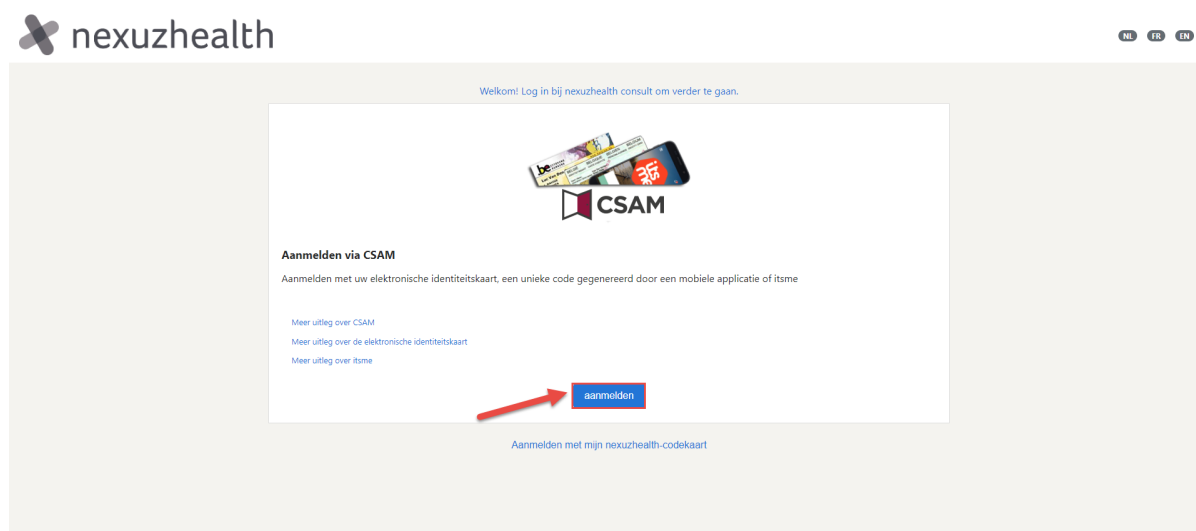 nexuzhealth
NL FR EN
Welkom! Log in bij nexuzhealth consult om verder te gaan.
.be
itsme
CSAM
Aanmelden via CSAM
Aanmelden met uw elektronische identiteitskaart, een unieke code gegenereerd door een mobiele applicatie of itsme
Meer uitleg over CSAM
Meer uitleg over de elektronische identiteitskaart
Meer uitleg over itsme
aanmelden
Aanmelden met mijn nexuzhealth-codekaart